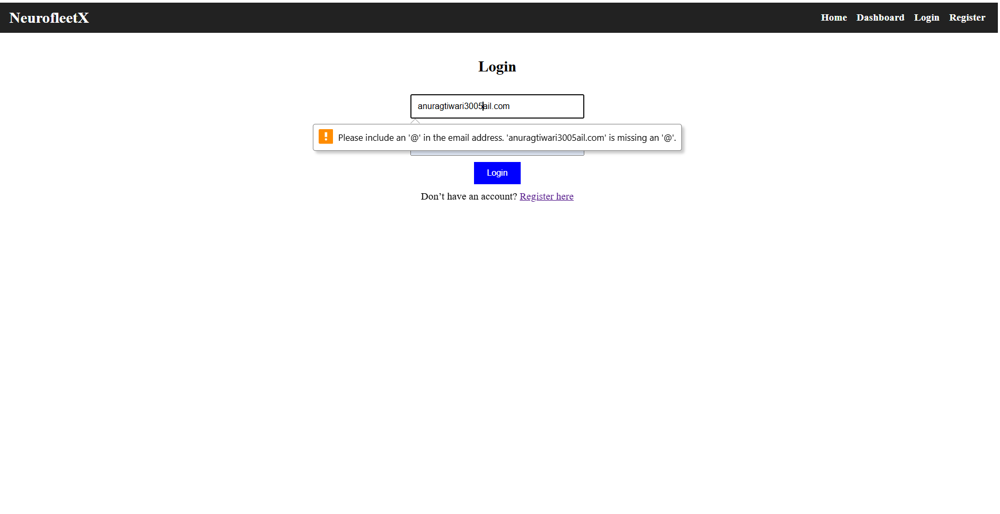 NeurofleetX
Home Dashboard Login Register
Login
anuragtiwari3005ail.com
Please include an '@' in the email address. 'anuragtiwari3005ail.com' is missing an '@'.
Login
Don’t have an account? Register here